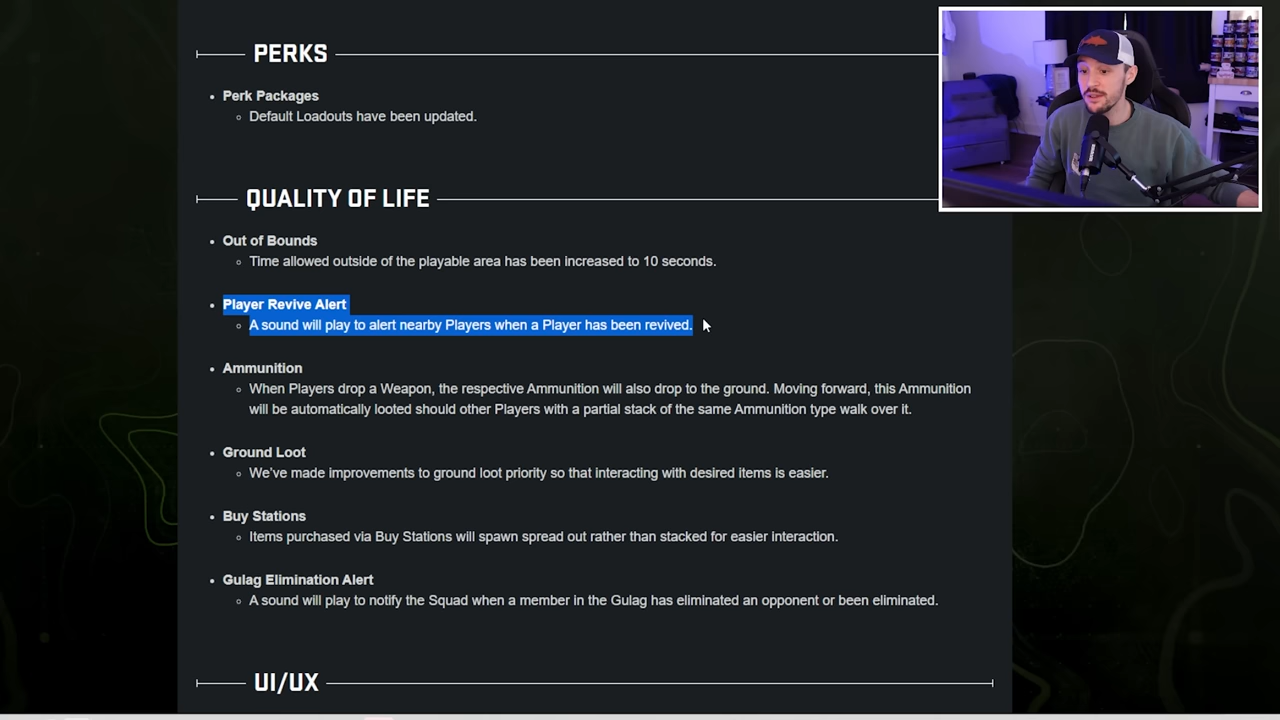 PERKS
• Perk Packages
◦ Default Loadouts have been updated.
QUALITY OF LIFE
• Out of Bounds
◦ Time allowed outside of the playable area has been increased to 10 seconds.
• Player Revive Alert
◦ A sound will play to alert nearby Players when a Player has been revived.
• Ammunition
◦ When Players drop a Weapon, the respective Ammunition will also drop to the ground. Moving forward, this Ammunition
will be automatically looted should other Players with a partial stack of the same Ammunition type walk over it.
• Ground Loot
◦ We've made improvements to ground loot priority so that interacting with desired items is easier.
• Buy Stations
◦ Items purchased via Buy Stations will spawn spread out rather than stacked for easier interaction.
• Gulag Elimination Alert
◦ A sound will play to notify the Squad when a member in the Gulag has eliminated an opponent or been eliminated.
UI/UX